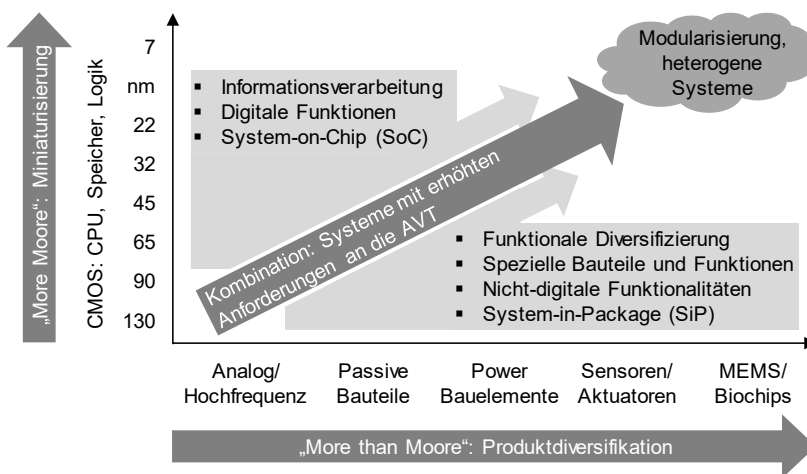 „More Moore“: Miniaturisierung
CMOS: CPU, Speicher, Logik
7
nm
22
32
45
65
90
130
▪ Informationsverarbeitung
▪ Digitale Funktionen
▪ System-on-Chip (SoC)
Modularisierung,
heterogene
Systeme
Kombination: Systeme mit erhöhten
Anforderungen an die AVT
▪ Funktionale Diversifizierung
▪ Spezielle Bauteile und Funktionen
▪ Nicht-digitale Funktionalitäten
▪ System-in-Package (SiP)
Analog/
Hochfrequenz
Passive
Bauteile
Power
Bauelemente
Sensoren/
Aktuatoren
MEMS/
Biochips
„More than Moore“: Produktdiversifikation